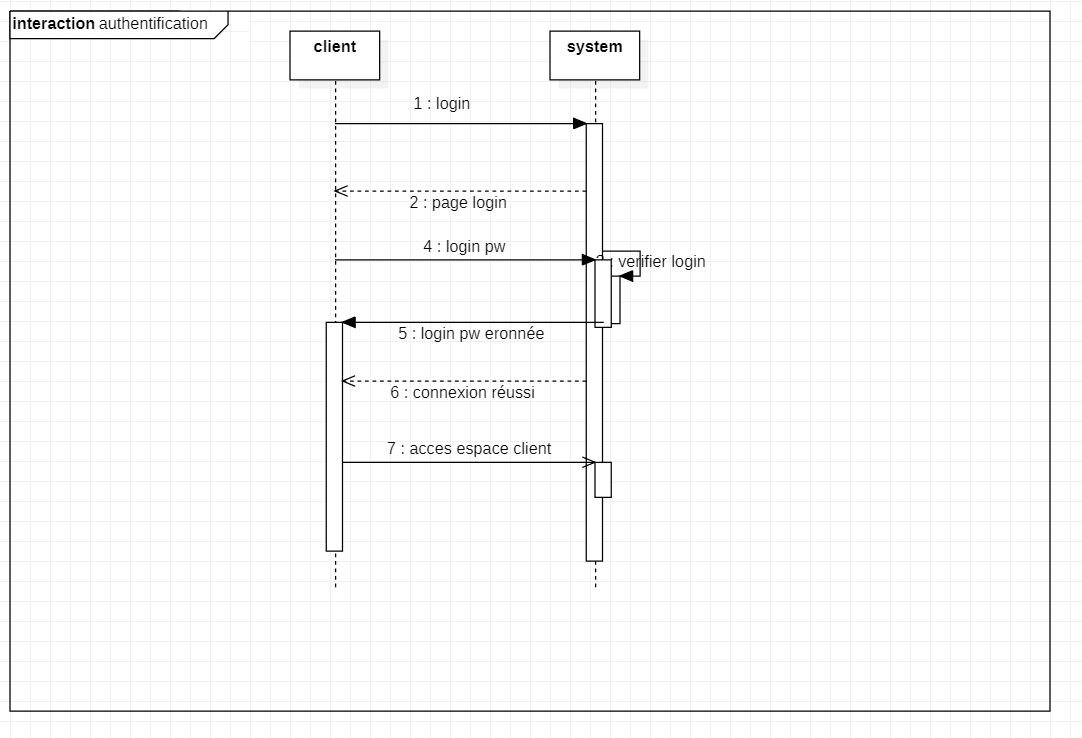 interaction authentification
client
system
1 : login
2 : page login
4 : login pw
: verifier login
5 : login pw eronnée
6 : connexion réussi
7 : acces espace client